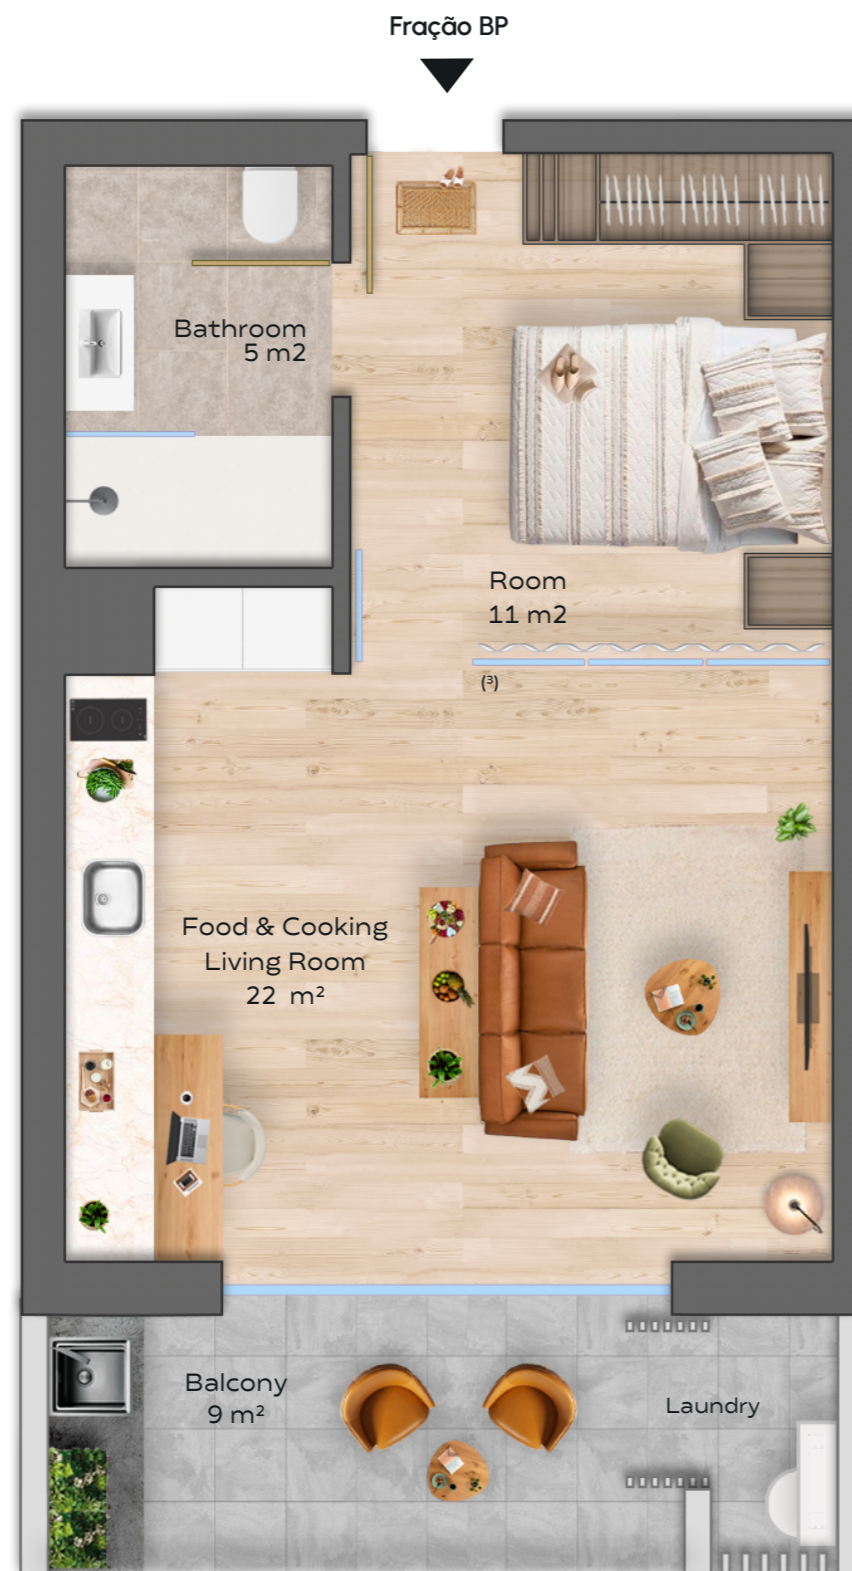 Fração BP
Bathroom
5 m2
Room
11 m2
(³)
Food & Cooking
Living Room
22 m²
Balcony
9 m²
Laundry